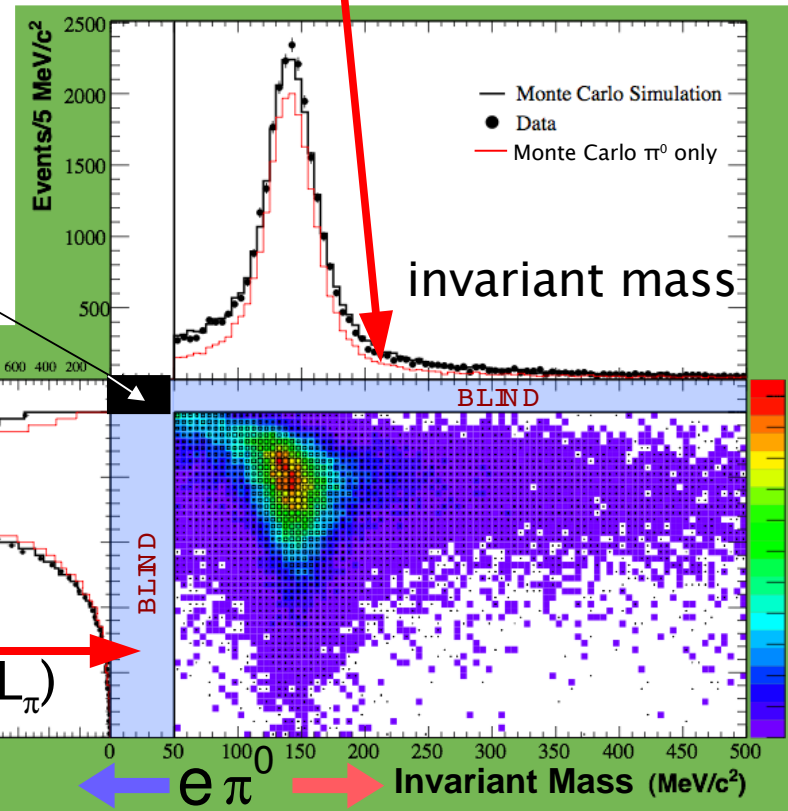 2500
2000
1500
1000
500
Events/5 MeV/c²
Monte Carlo Simulation
Data
Monte Carlo π⁰ only
invariant mass
600 400 200
BLIND
BLIND
L_π)
0 50 100 150 200 250 300 350 400 450 500
e π⁰
Invariant Mass (MeV/c²)